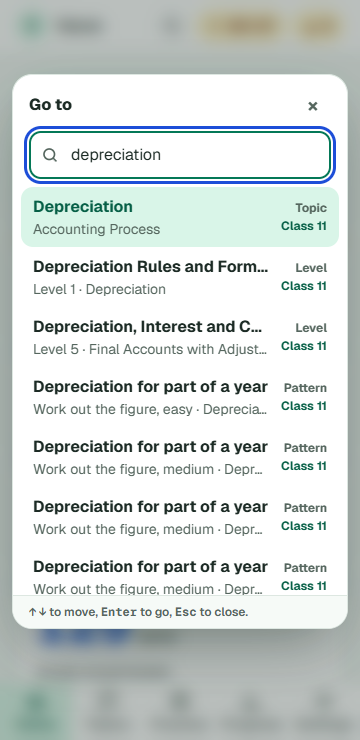 Go to
×
depreciation
Depreciation
Topic
Accounting Process
Class 11
Depreciation Rules and Form...
Level
Level 1 · Depreciation
Class 11
Depreciation, Interest and C...
Level
Level 5 · Final Accounts with Adjust...
Class 11
Depreciation for part of a year
Pattern
Work out the figure, easy · Deprecia...
Class 11
Depreciation for part of a year
Pattern
Work out the figure, medium · Depr...
Class 11
Depreciation for part of a year
Pattern
Work out the figure, medium · Depr...
Class 11
Depreciation for part of a year
Pattern
Work out the figure, medium · Depr...
Class 11
↑↓ to move, Enter to go, Esc to close.